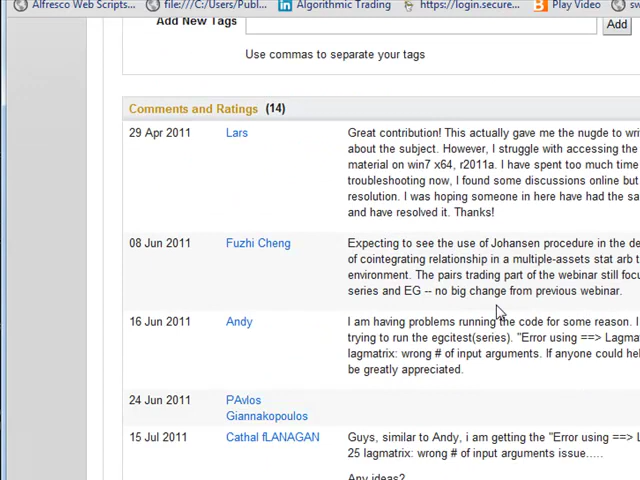 Alfresco Web Scripts... file:///C:/Users/Publ... Algorithmic Trading https://login.secure... Play Video sw
Add New Tags Add
Use commas to separate your tags
Comments and Ratings (14)
29 Apr 2011 Lars Great contribution! This actually gave me the nugde to wri
about the subject. However, I struggle with accessing the
material on win7 x64, r2011a. I have spent too much time
troubleshooting now, I found some discussions online but
resolution. I was hoping someone in here have had the sa
and have resolved it. Thanks!
08 Jun 2011 Fuzhi Cheng Expecting to see the use of Johansen procedure in the de
of cointegrating relationship in a multiple-assets stat arb t
environment. The pairs trading part of the webinar still focu
series and EG -- no big change from previous webinar.
16 Jun 2011 Andy I am having problems running the code for some reason. I
trying to run the egcitest(series). "Error using ==> Lagma
lagmatrix: wrong # of input arguments. If anyone could hel
be greatly appreciated.
24 Jun 2011 PAvlos
Giannakopoulos
15 Jul 2011 Cathal fLANAGAN Guys, similar to Andy, i am getting the "Error using ==> L
25 lagmatrix: wrong # of input arguments issue.....
Any ideas?